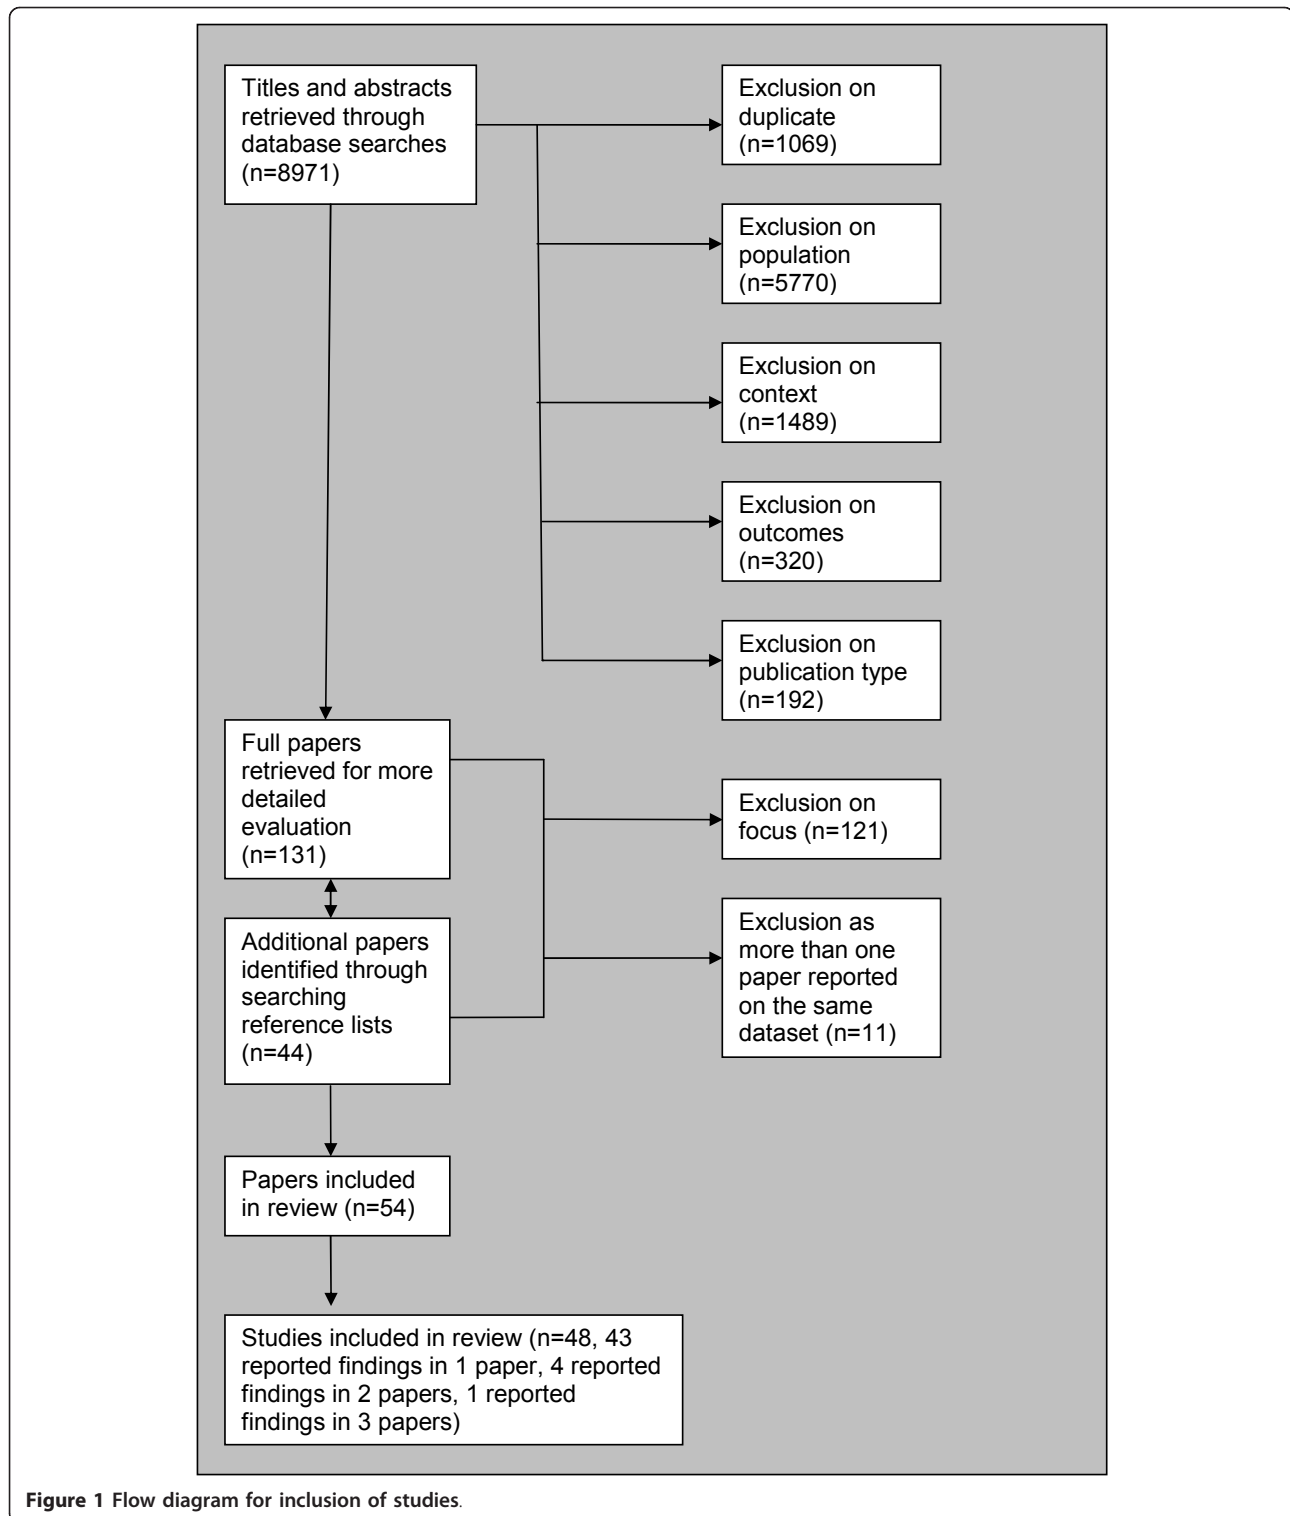 Titles and abstracts
retrieved through
database searches
(n=8971)
Exclusion on
duplicate
(n=1069)
Exclusion on
population
(n=5770)
Exclusion on
context
(n=1489)
Exclusion on
outcomes
(n=320)
Exclusion on
publication type
(n=192)
Full papers
retrieved for more
detailed
evaluation
(n=131)
Exclusion on
focus (n=121)
Additional papers
identified through
searching
reference lists
(n=44)
Exclusion as
more than one
paper reported
on the same
dataset (n=11)
Papers included
in review (n=54)
Studies included in review (n=48, 43
reported findings in 1 paper, 4 reported
findings in 2 papers, 1 reported
findings in 3 papers)
Figure 1 Flow diagram for inclusion of studies.